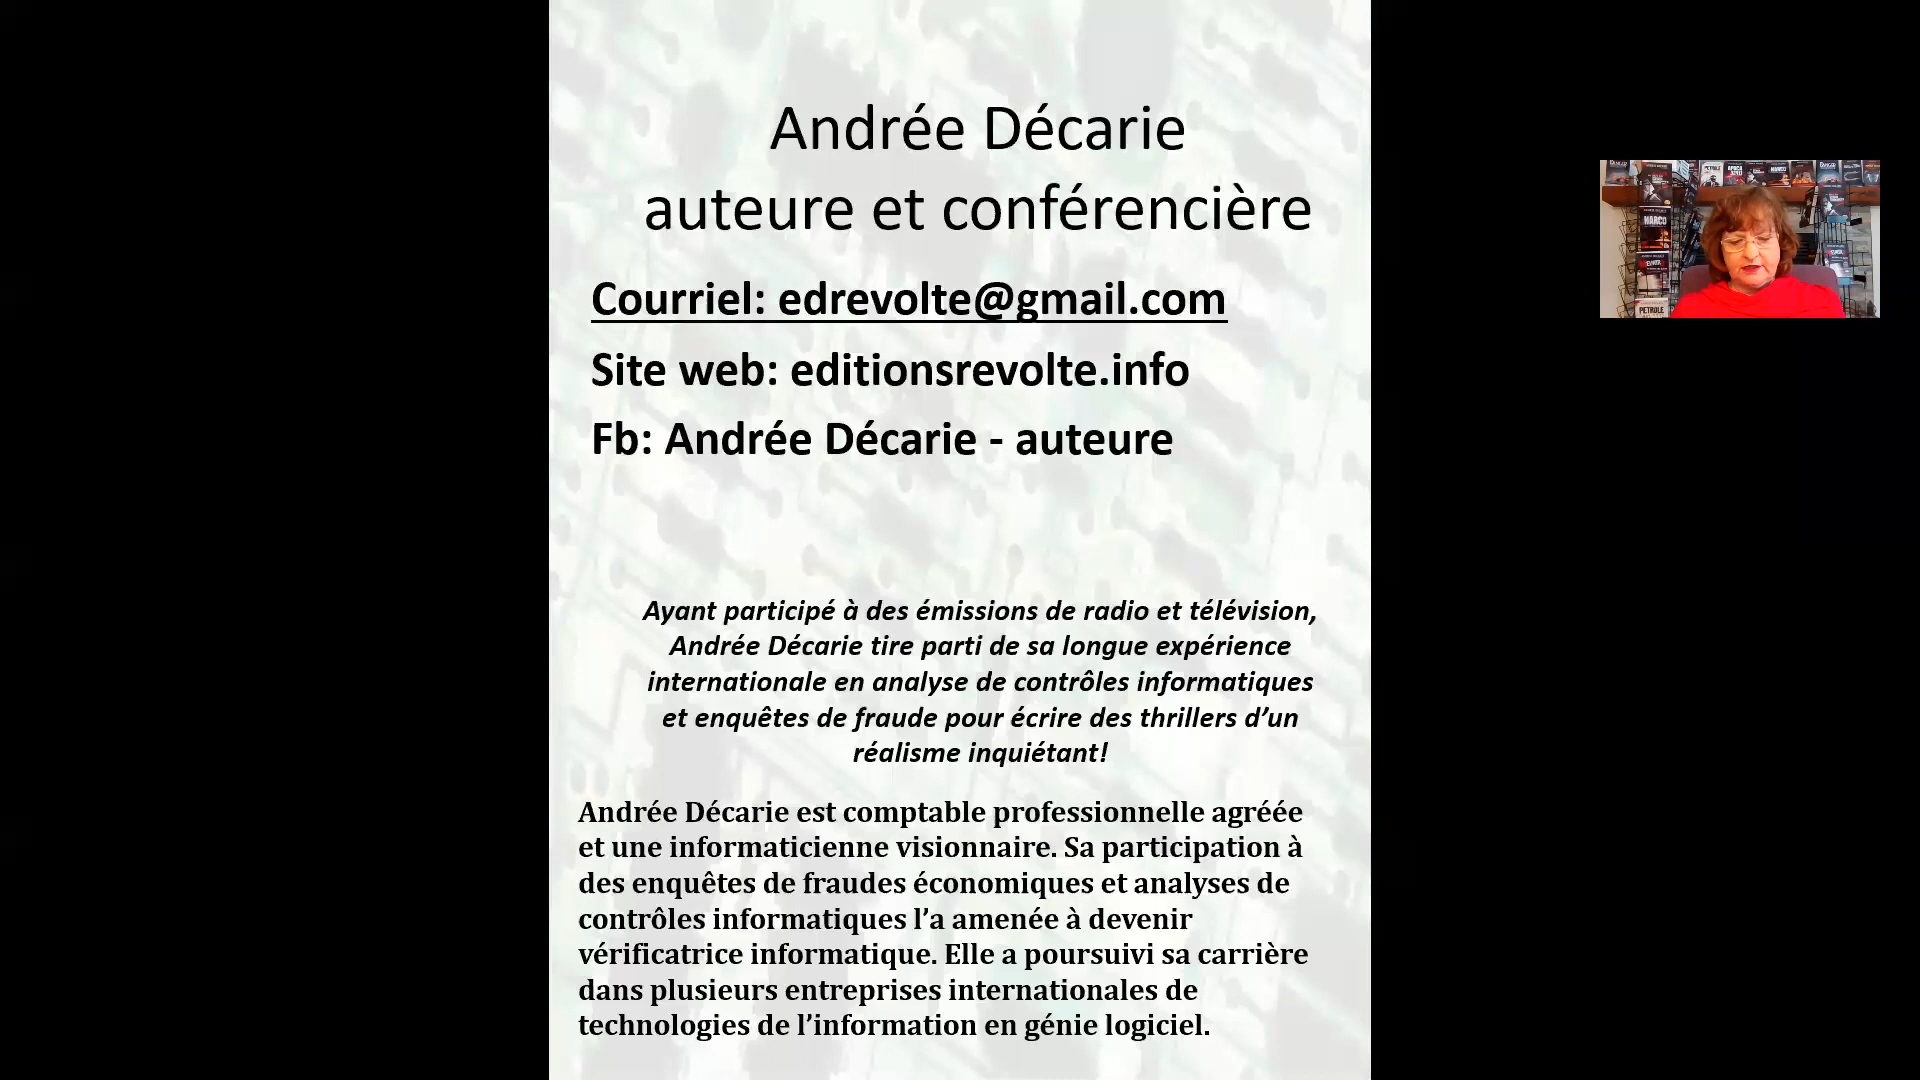 Andrée Décarie
auteure et conférencière
Courriel: edrevolte@gmail.com
Site web: editionsrevolte.info
Fb: Andrée Décarie - auteure
Ayant participé à des émissions de radio et télévision,
Andrée Décarie tire parti de sa longue expérience
internationale en analyse de contrôles informatiques
et enquêtes de fraude pour écrire des thrillers d’un
réalisme inquiétant!
Andrée Décarie est comptable professionnelle agréée
et une informaticienne visionnaire. Sa participation à
des enquêtes de fraudes économiques et analyses de
contrôles informatiques l’a amenée à devenir
vérificatrice informatique. Elle a poursuivi sa carrière
dans plusieurs entreprises internationales de
technologies de l’information en génie logiciel.
NARCO
PETROLE